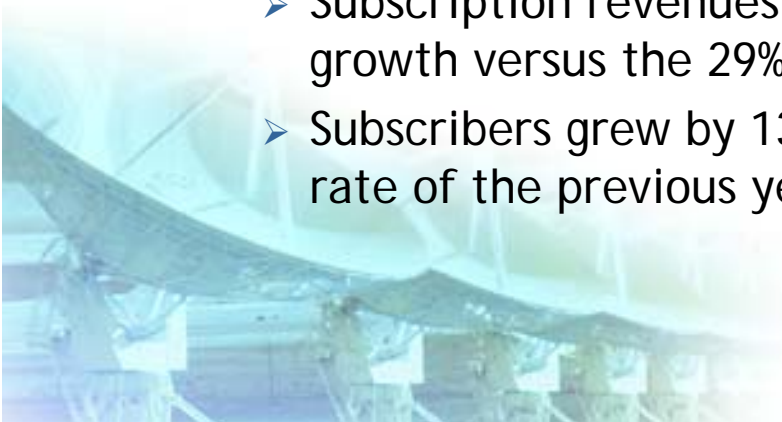 ➢ Subscription revenues
growth versus the 29%
➢ Subscribers grew by 13
rate of the previous ye